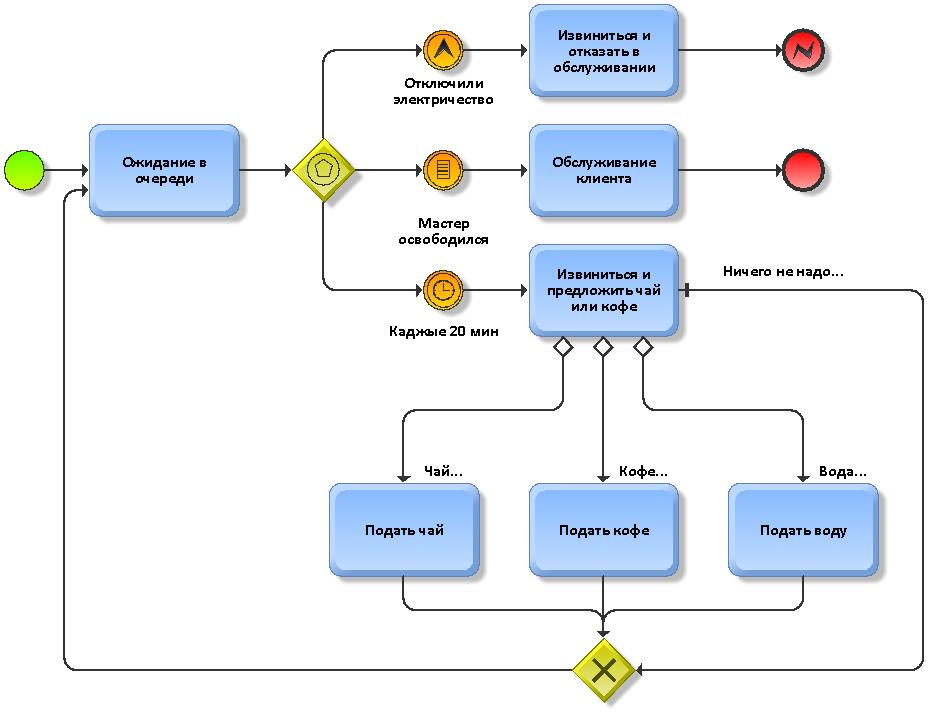 Извиниться и
отказать в
обслуживании
Отключили
электричество
Ожидание в
очереди
Обслуживание
клиента
Мастер
освободился
Извиниться и
предложить чай
или кофе
Ничего не надо...
Каджые 20 мин
Чай...
Кофе...
Вода...
Подать чай
Подать кофе
Подать воду